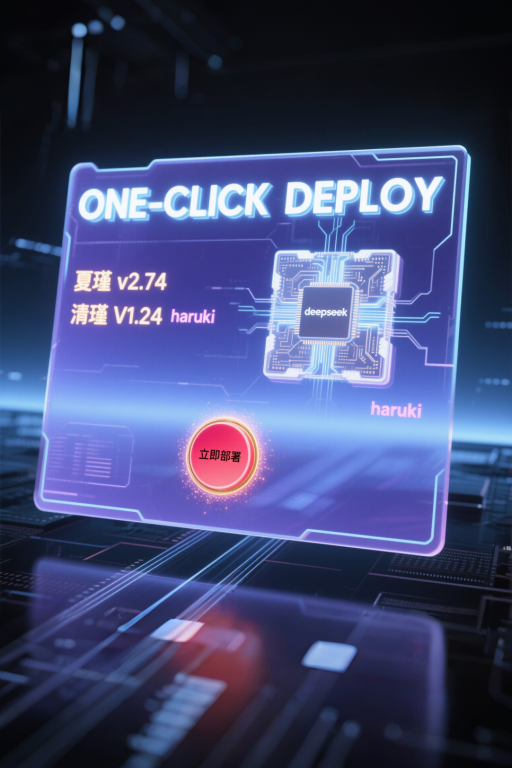 ONE-CLICK DEPLOY
夏瑾 v2.74
清瑾 V1.24 haruki
deepseek
haruki
立即部署